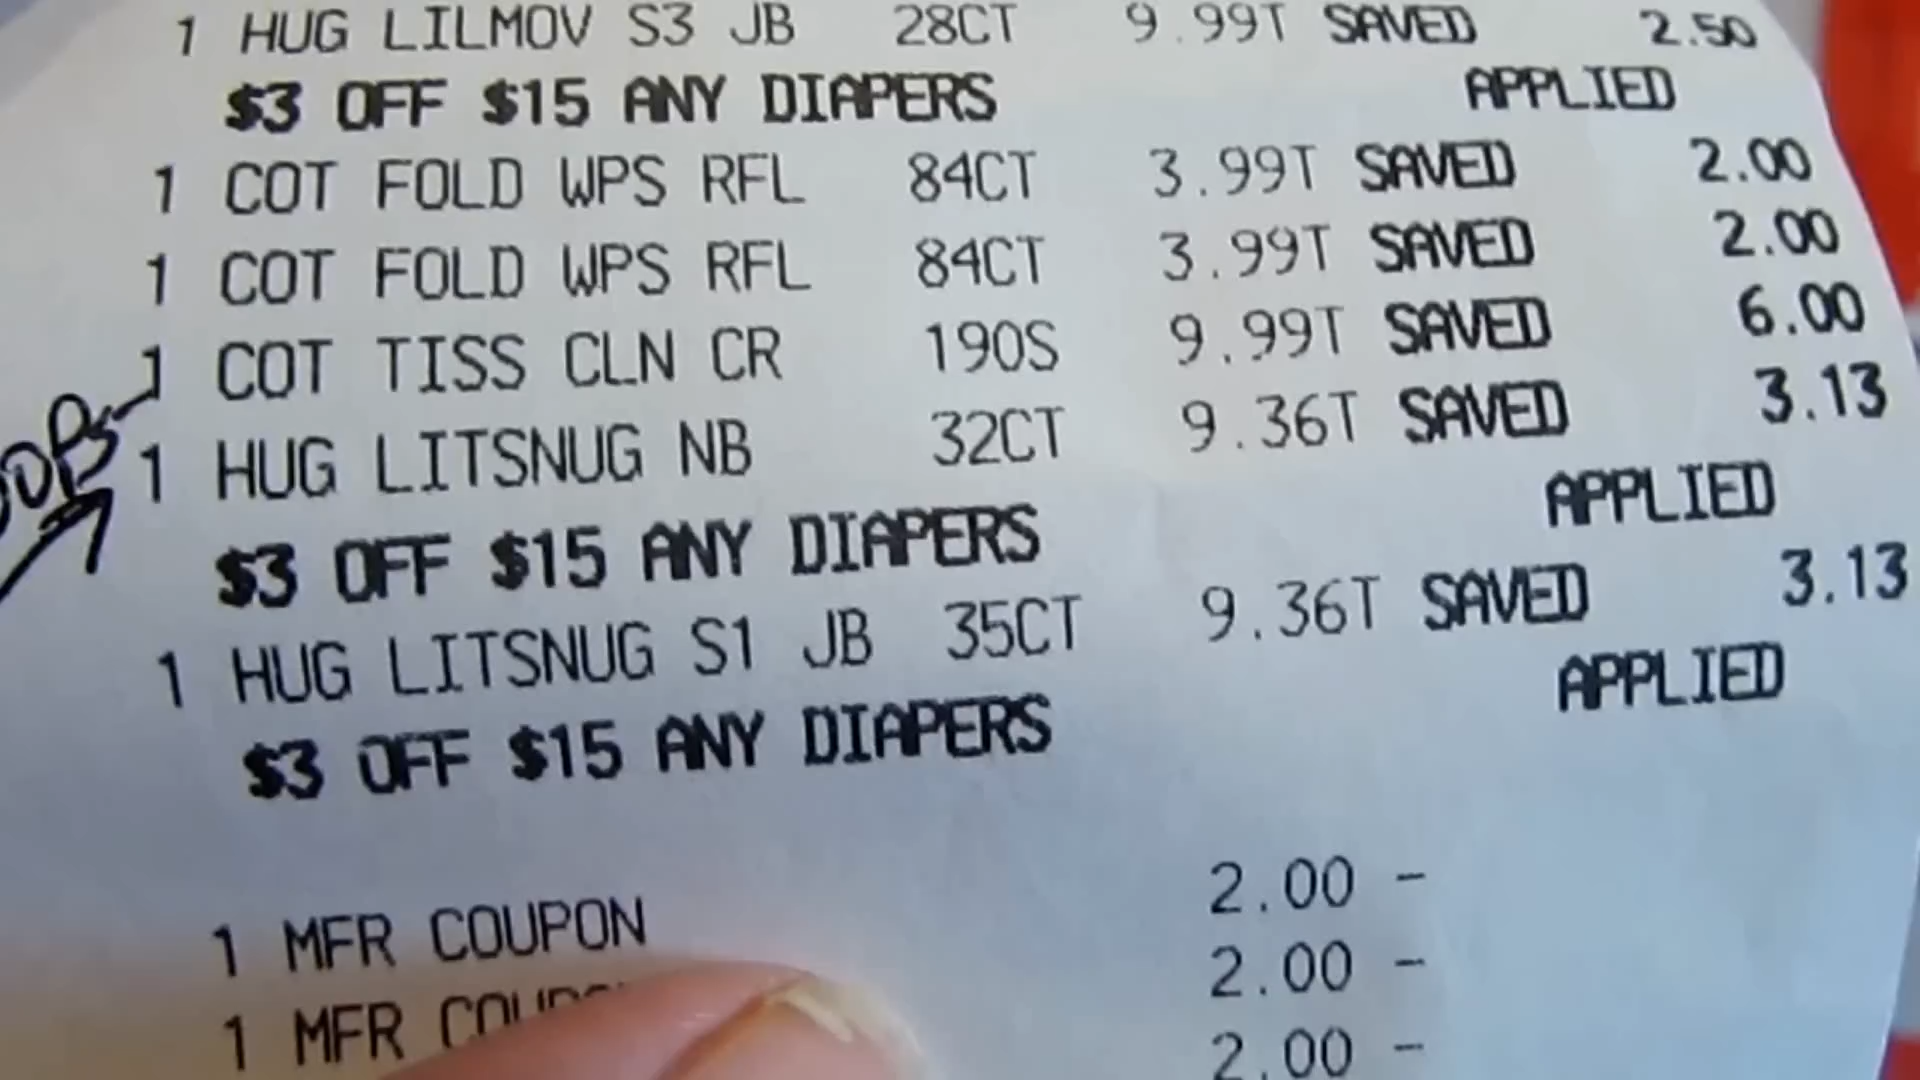 1 HUG LILMOV S3 JB 28CT 9.99T SAVED 2.50
$3 OFF $15 ANY DIAPERS APPLIED
1 COT FOLD WPS RFL 84CT 3.99T SAVED 2.00
1 COT FOLD WPS RFL 84CT 3.99T SAVED 2.00
1 COT TISS CLN CR 190S 9.99T SAVED 6.00
1 HUG LITSNUG NB 32CT 9.36T SAVED 3.13
$3 OFF $15 ANY DIAPERS APPLIED
1 HUG LITSNUG S1 JB 35CT 9.36T SAVED 3.13
$3 OFF $15 ANY DIAPERS APPLIED
1 MFR COUPON 2.00 -
1 MFR 2.00 -
2.00 -